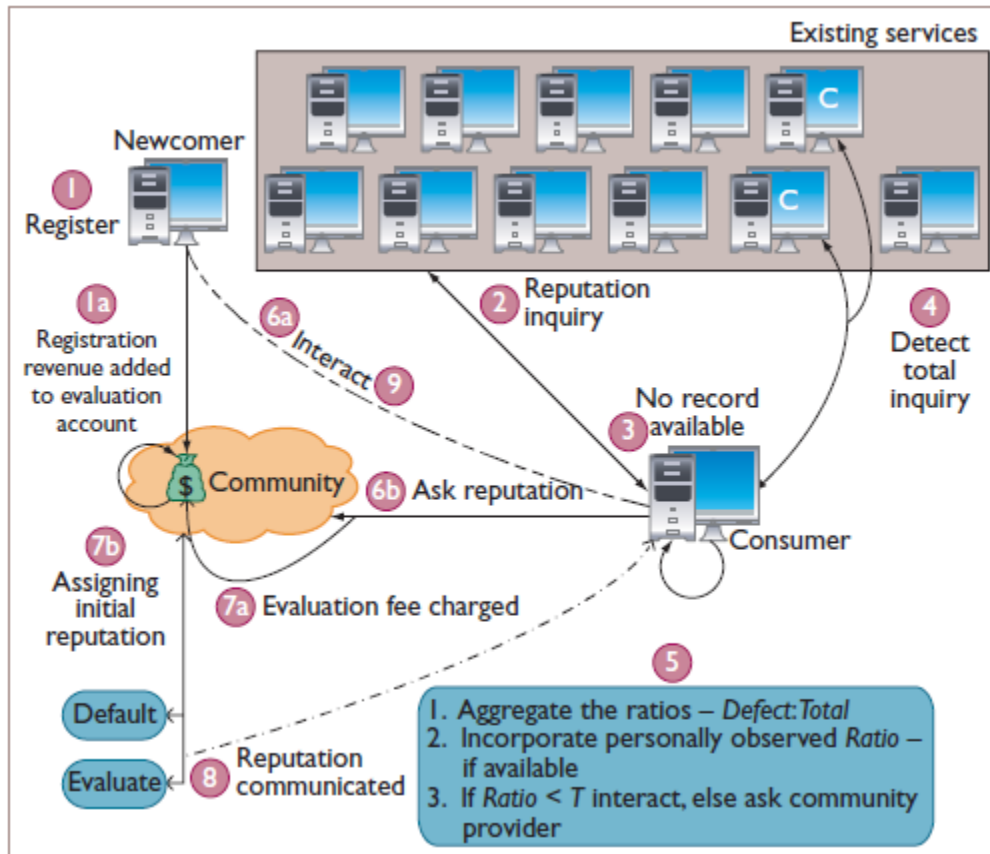 Existing services
C
Newcomer
1
Register
C
1a
Registration
revenue added
to evaluation
account
6a
Interact
9
2
Reputation
inquiry
4
Detect
total
inquiry
3
No record
available
$
Community
6b
Ask reputation
Consumer
7b
Assigning
initial
reputation
7a
Evaluation fee charged
5
Default
Evaluate
8
Reputation
communicated
1. Aggregate the ratios – Defect:Total
2. Incorporate personally observed Ratio –
if available
3. If Ratio < T interact, else ask community
provider